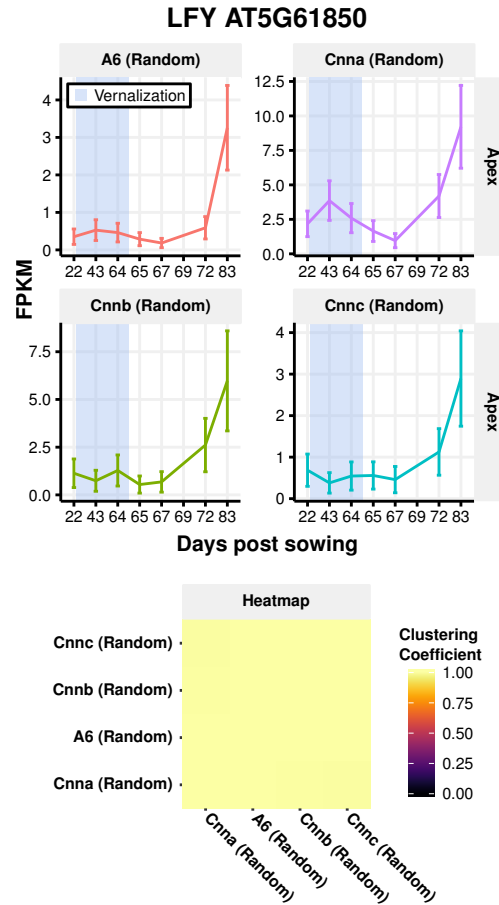 LFY AT5G61850
A6 (Random)
Cnna (Random)
Vernalization
4
3
2
1
0
12.5
10.0
7.5
5.0
2.5
0.0
Apex
22 43 64 65 67 69 72 83
22 43 64 65 67 69 72 83
FPKM
Cnnb (Random)
Cnnc (Random)
7.5
5.0
2.5
0.0
4
3
2
1
0
Apex
22 43 64 65 67 69 72 83
22 43 64 65 67 69 72 83
Days post sowing
Heatmap
Cnnc (Random)
Cnnb (Random)
A6 (Random)
Cnna (Random)
Cnna (Random)
A6 (Random)
Cnnb (Random)
Cnnc (Random)
Clustering
Coefficient
1.00
0.75
0.50
0.25
0.00